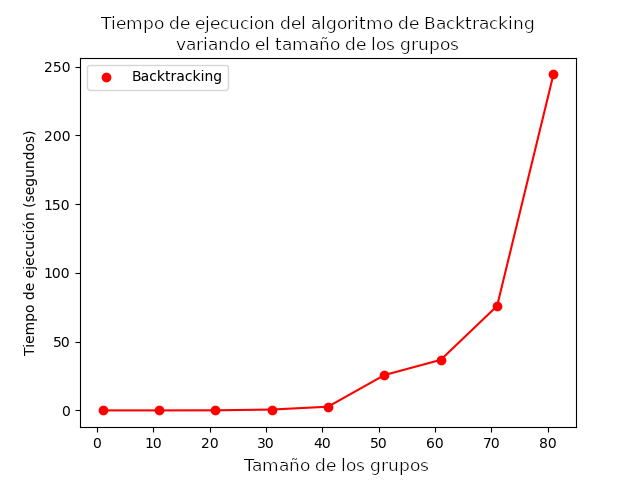 Tiempo de ejecucion del algoritmo de Backtracking
variando el tamaño de los grupos
Backtracking
Tiempo de ejecución (segundos)
250
200
150
100
50
0
0 10 20 30 40 50 60 70 80
Tamaño de los grupos